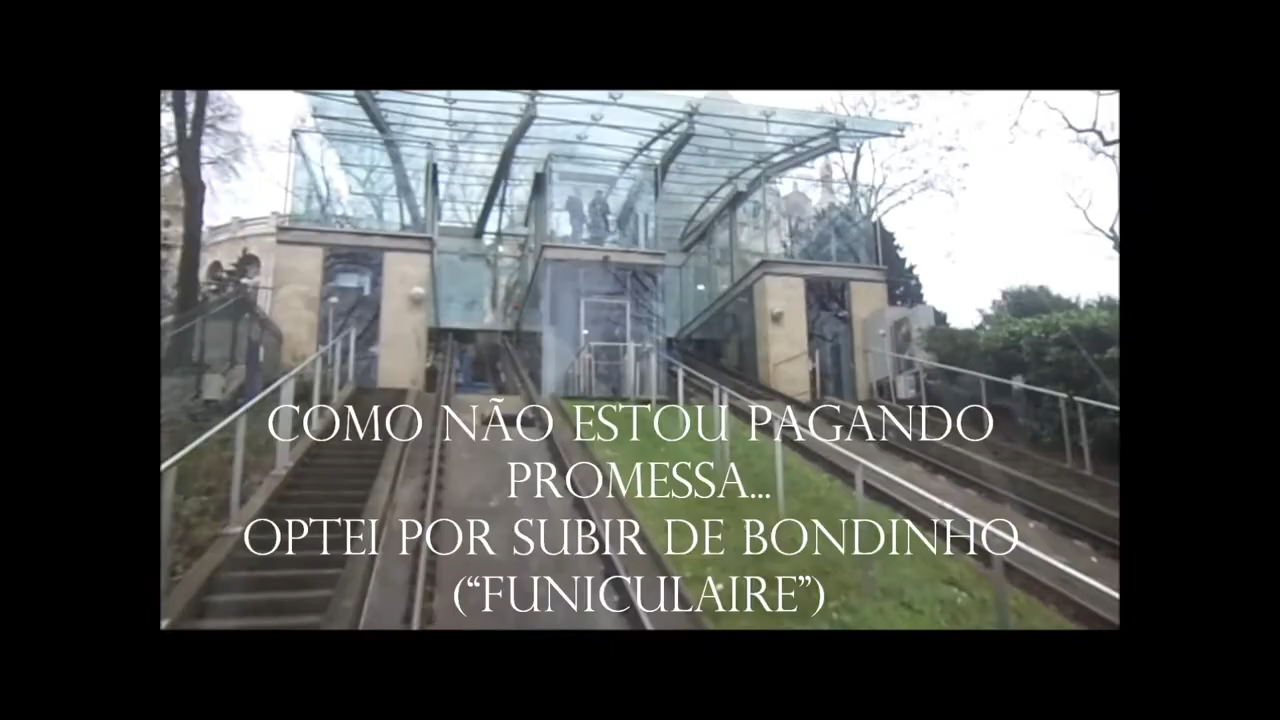 COMO NÃO ESTOU PAGANDO
PROMESSA...
OPTEI POR SUBIR DE BONDINHO
(“FUNICULAIRE”)